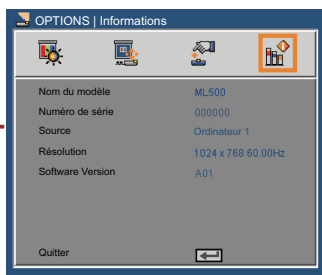 OPTIONS | Informations
Nom du modèle ML500
Numéro de série 000000
Source Ordinateur 1
Résolution 1024 x 768 60.00Hz
Software Version A01
Quitter